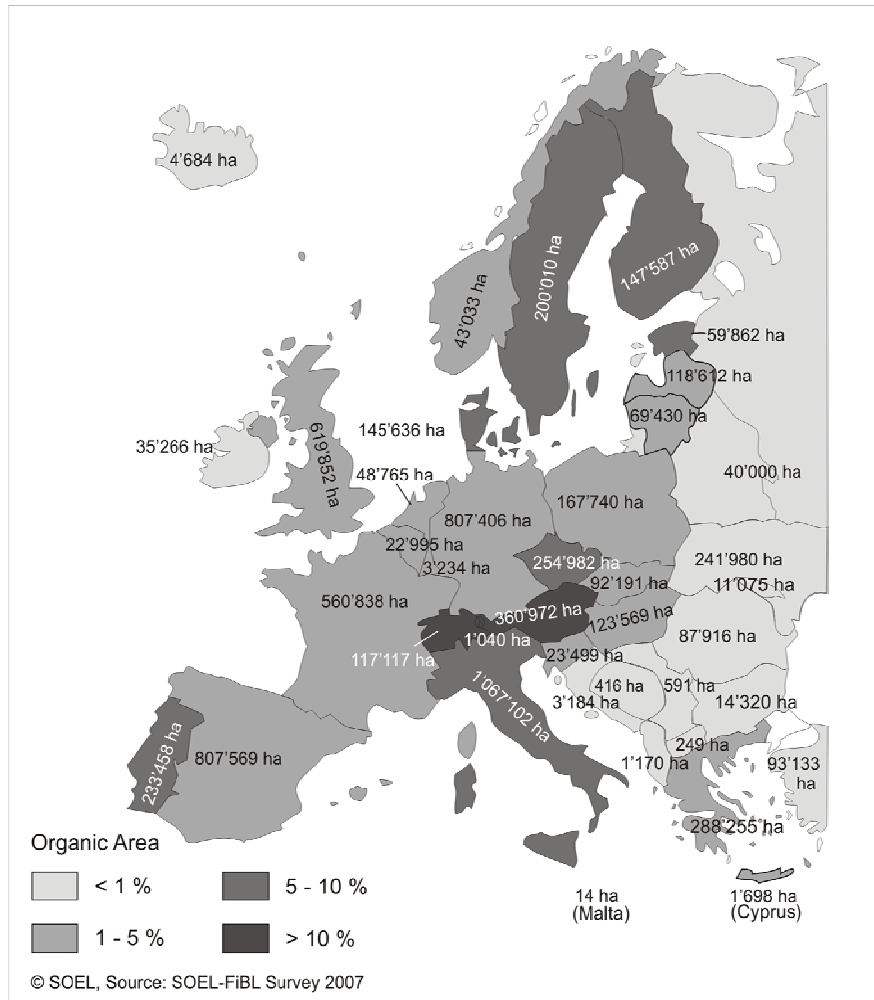 4’684 ha
43’033 ha
200’010 ha
147’587 ha
59’862 ha
118’612 ha
69’430 ha
35’266 ha
619’852 ha
145’636 ha
48’765 ha
40’000 ha
167’740 ha
807’406 ha
22’995 ha
3’234 ha
254’982 ha
241’980 ha
92’191 ha
11’075 ha
560’838 ha
360’972 ha
123’569 ha
87’916 ha
117’117 ha
1’040 ha
23’499 ha
1’067’102 ha
416 ha
591 ha
3’184 ha
14’320 ha
233’458 ha
807’569 ha
249 ha
1’170 ha
93’133
ha
288’255 ha
14 ha
(Malta)
1’698 ha
(Cyprus)
Organic Area
< 1 %
5 - 10 %
1 - 5 %
> 10 %
© SOEL, Source: SOEL-FiBL Survey 2007